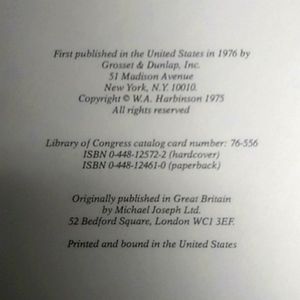 First published in the United States in 1976 by
Grosset & Dunlap, Inc.
51 Madison Avenue
New York, N.Y. 10010.
Copyright © W.A. Harbinson 1975
All rights reserved
Library of Congress catalog card number: 76-556
ISBN 0-448-12572-2 (hardcover)
ISBN 0-448-12461-0 (paperback)
Originally published in Great Britain
by Michael Joseph Ltd.
52 Bedford Square, London WC1 3EF.
Printed and bound in the United States